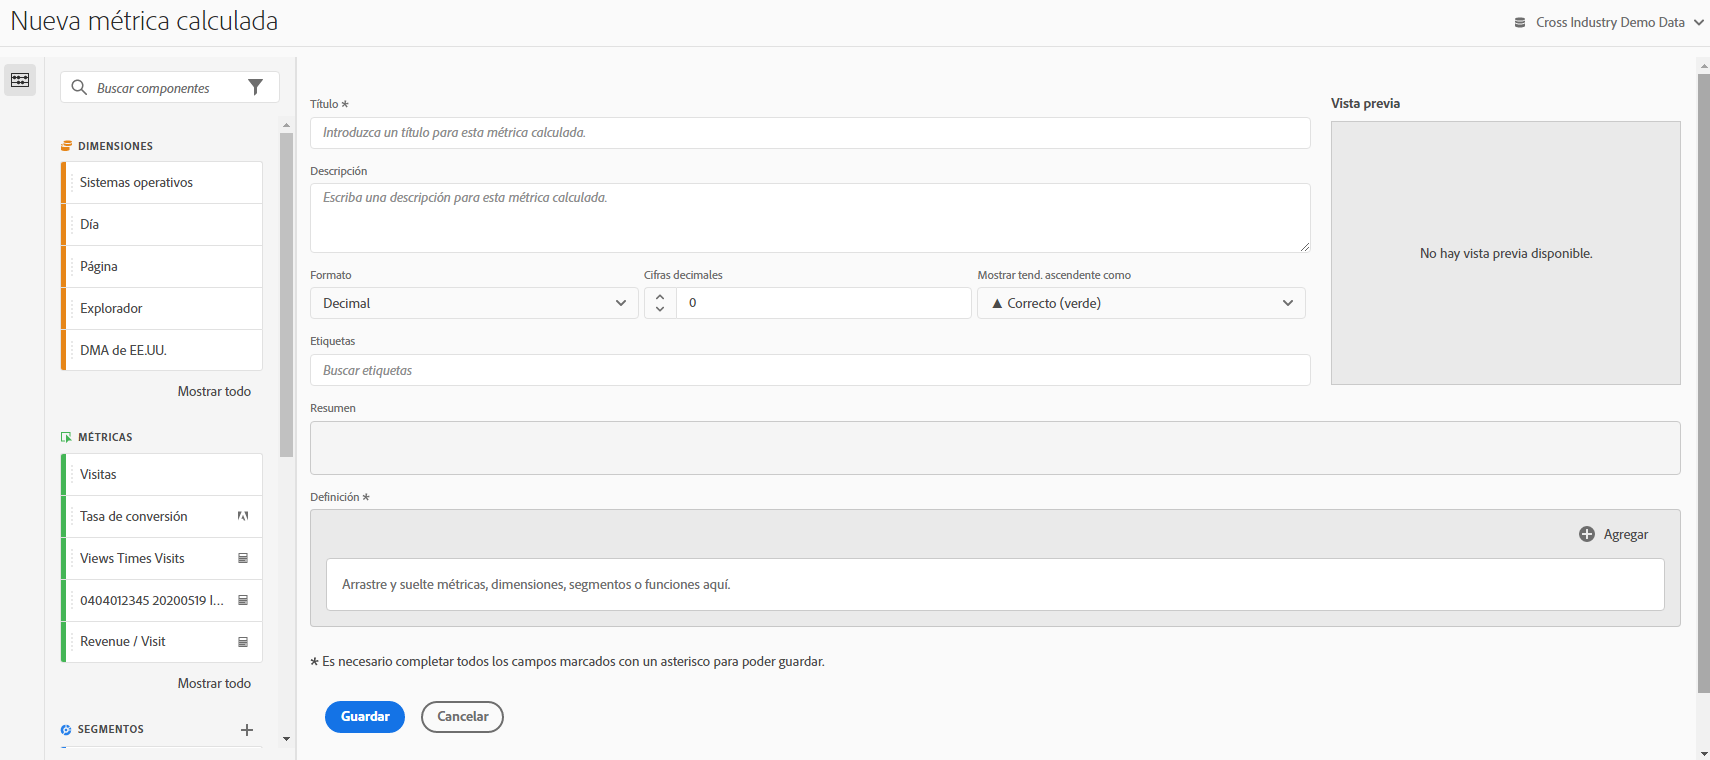 Nueva métrica calculada
Cross Industry Demo Data
Buscar componentes
DIMENSIONES
Sistemas operativos
Día
Página
Explorador
DMA de EE.UU.
Mostrar todo
MÉTRICAS
Visitas
Tasa de conversión
Views Times Visits
0404012345 20200519 l...
Revenue / Visit
Mostrar todo
SEGMENTOS
Título *
Introduzca un título para esta métrica calculada.
Descripción
Escriba una descripción para esta métrica calculada.
Formato
Cifras decimales
Mostrar tend. ascendente como
Decimal
0
▲ Correcto (verde)
Etiquetas
Buscar etiquetas
Resumen
Definición *
Agregar
Arrastre y suelte métricas, dimensiones, segmentos o funciones aquí.
* Es necesario completar todos los campos marcados con un asterisco para poder guardar.
Guardar
Cancelar
Vista previa
No hay vista previa disponible.